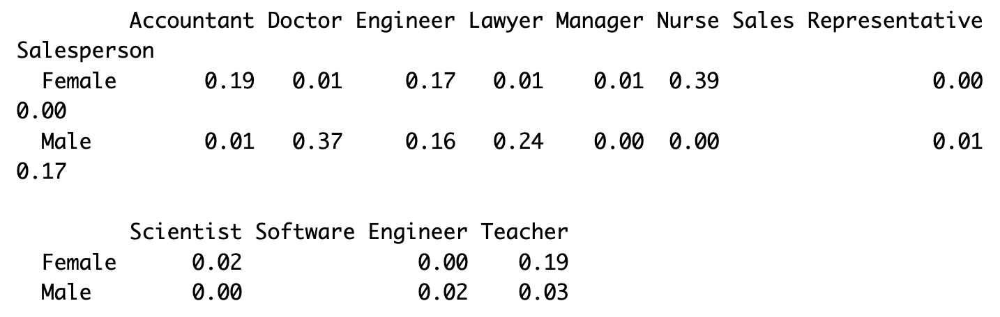 Accountant Doctor Engineer Lawyer Manager Nurse Sales Representative
Salesperson
Female 0.19 0.01 0.17 0.01 0.01 0.39 0.00
0.00
Male 0.01 0.37 0.16 0.24 0.00 0.00 0.01
0.17
Scientist Software Engineer Teacher
Female 0.02 0.00 0.19
Male 0.00 0.02 0.03